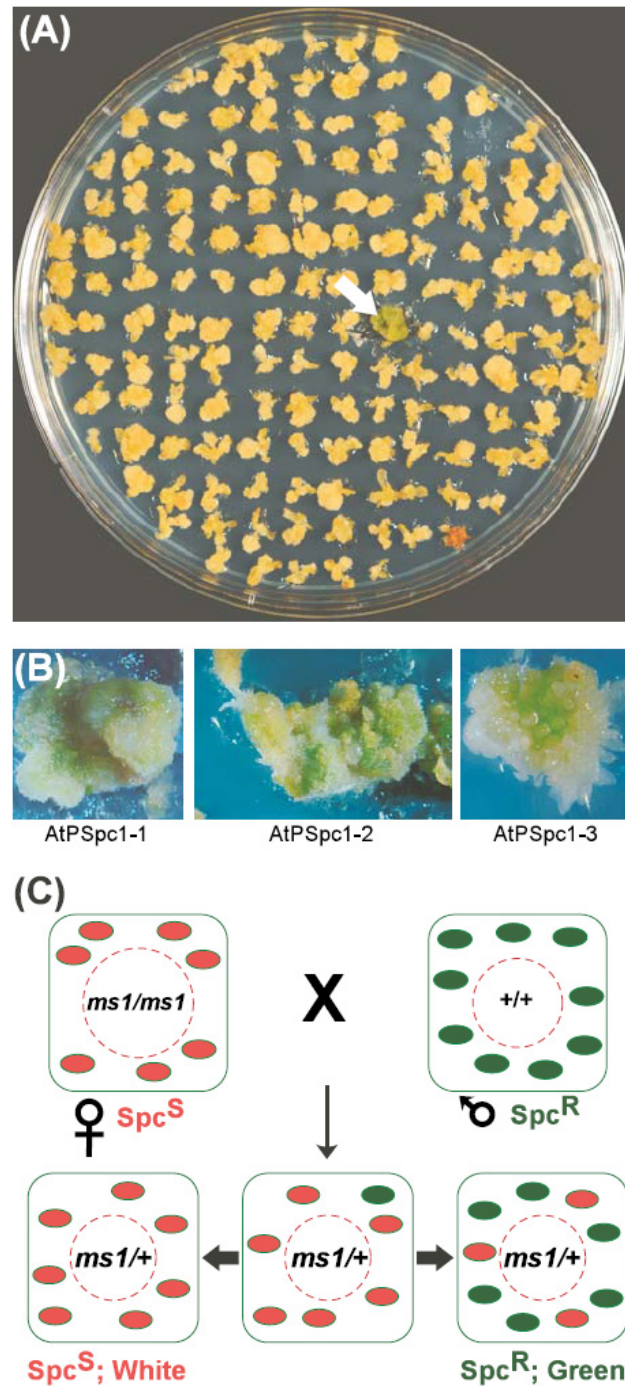 (A)
(B)
AtPSpc1-1 AtPSpc1-2 AtPSpc1-3
(C)
ms1/ms1 X +/+
♀ SpcS ♂ SpcR
ms1/+ ms1/+ ms1/+
SpcS; White SpcR; Green